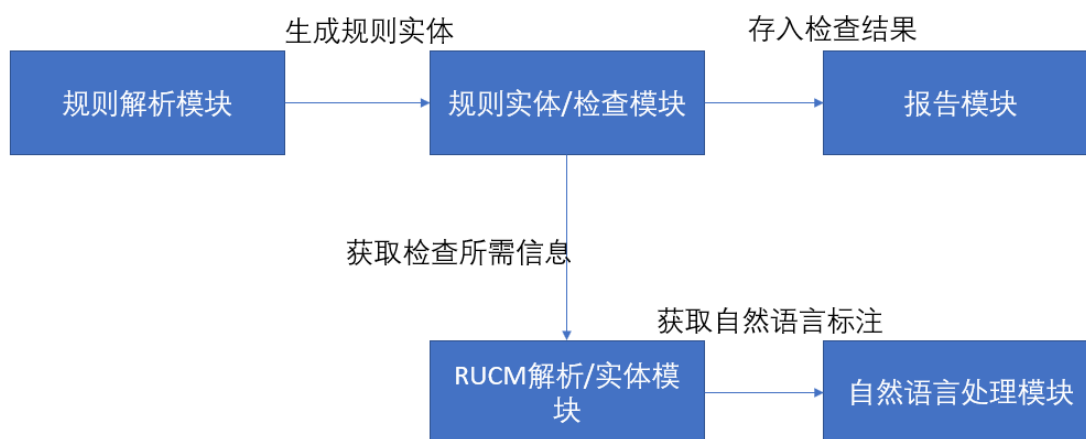 生成规则实体
存入检查结果
规则解析模块
规则实体/检查模块
报告模块
获取检查所需信息
获取自然语言标注
RUCM解析/实体模
块
自然语言处理模块